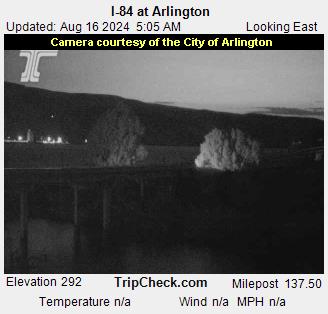 I-84 at Arlington
Updated: Aug 16 2024 5:05 AM Looking East
Camera courtesy of the City of Arlington
Elevation 292 TripCheck.com Milepost 137.50
Temperature n/a Wind n/a MPH n/a